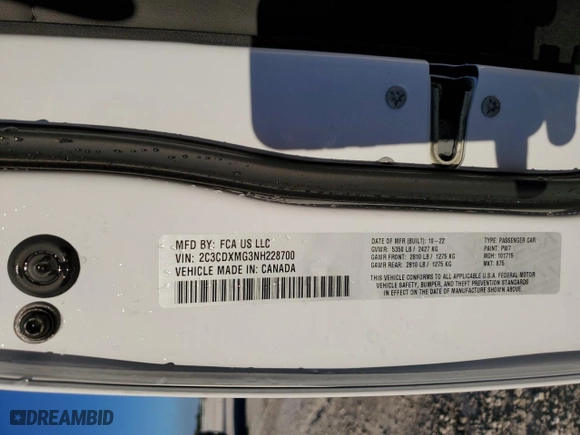 MFD BY: FCA US LLC
VIN: 2C3CDXMG3NH228700
VEHICLE MADE IN: CANADA
DATE OF MFR (BUILT): 10-22
GVWR: 5350 LB / 2427 KG
GAWR FRONT: 2810 LB / 1275 KG
GAWR REAR: 2810 LB / 1275 KG
TYPE: PASSENGER CAR
PAINT: PW7
MDH: 101715
MKT: 875
THIS VEHICLE CONFORMS TO ALL APPLICABLE U.S.A. FEDERAL MOTOR
VEHICLE SAFETY, BUMPER, AND THEFT PREVENTION STANDARDS
IN EFFECT ON THE DATE OF MANUFACTURE SHOWN ABOVE.
DREAMBID